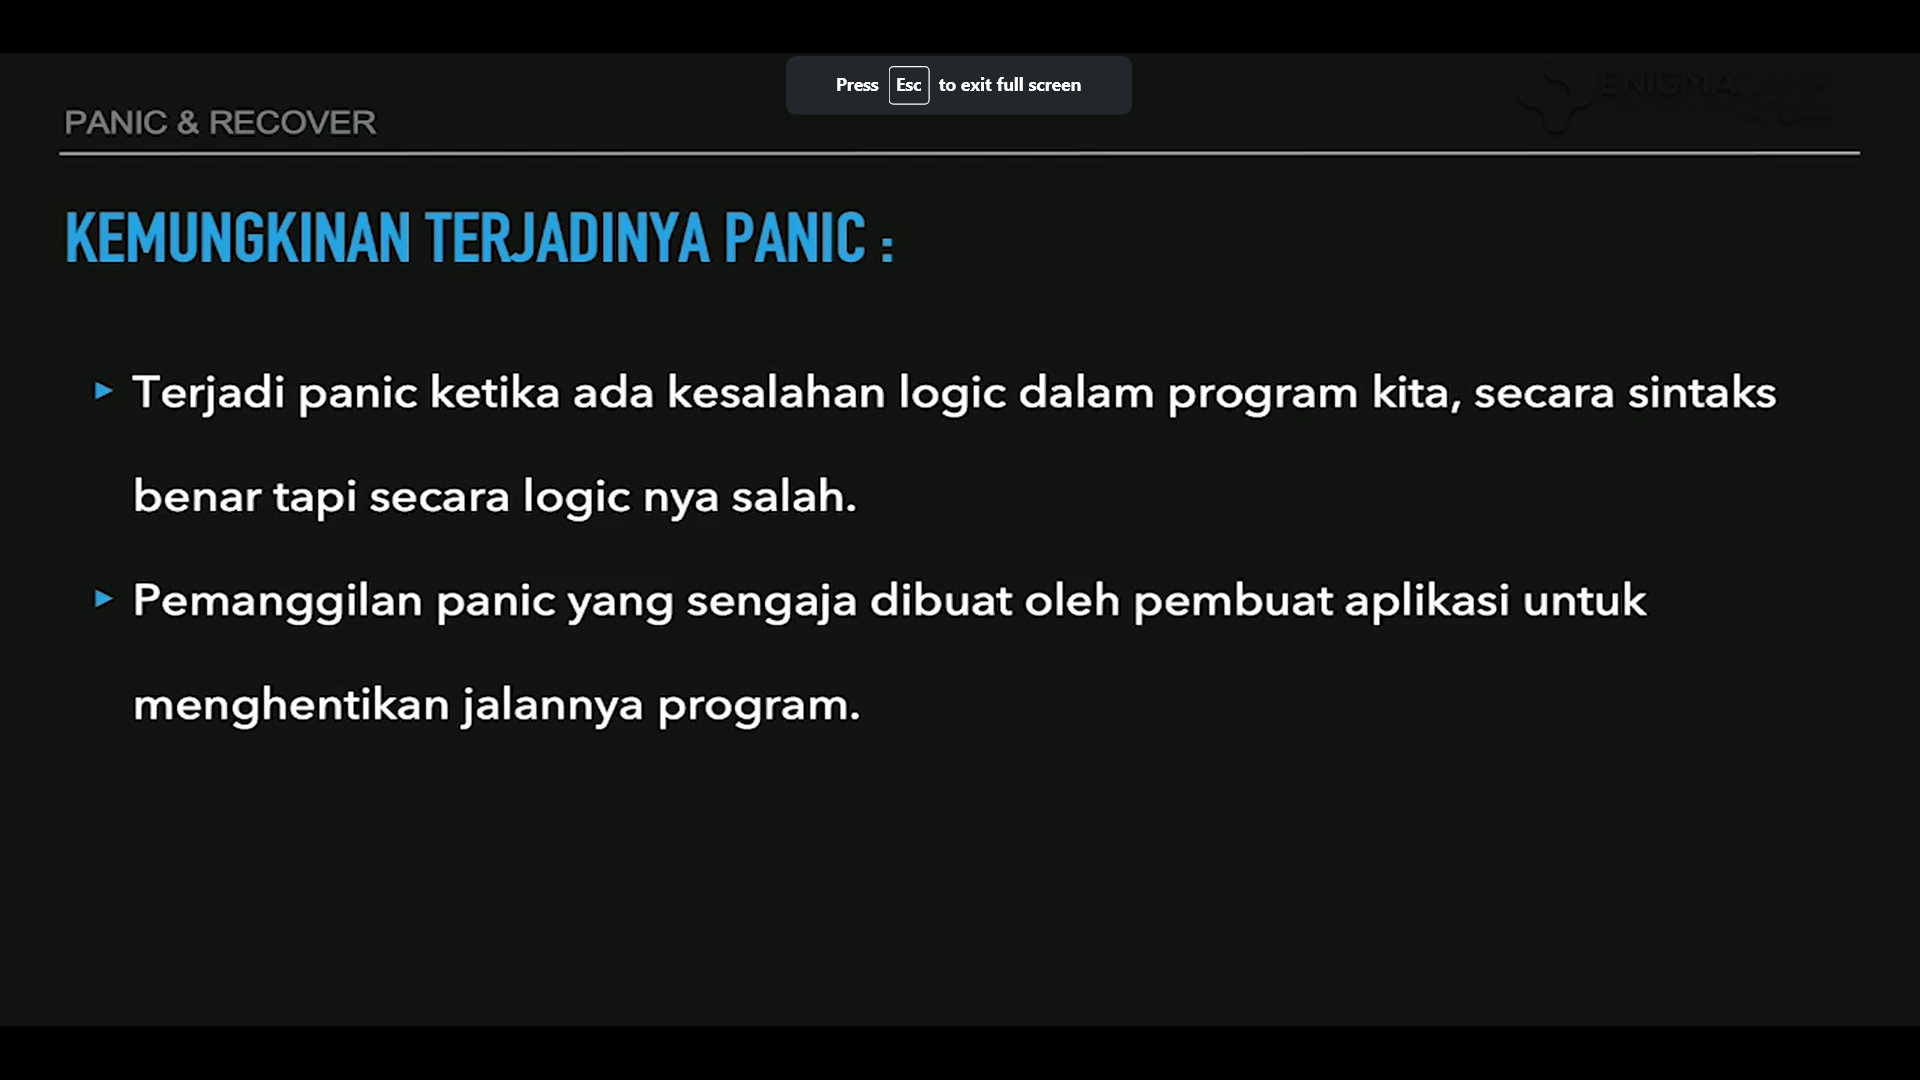 Press Esc to exit full screen
ENIGMACAMP
PANIC & RECOVER
KEMUNGKINAN TERJADINYA PANIC :
Terjadi panic ketika ada kesalahan logic dalam program kita, secara sintaks
benar tapi secara logic nya salah.
Pemanggilan panic yang sengaja dibuat oleh pembuat aplikasi untuk
menghentikan jalannya program.